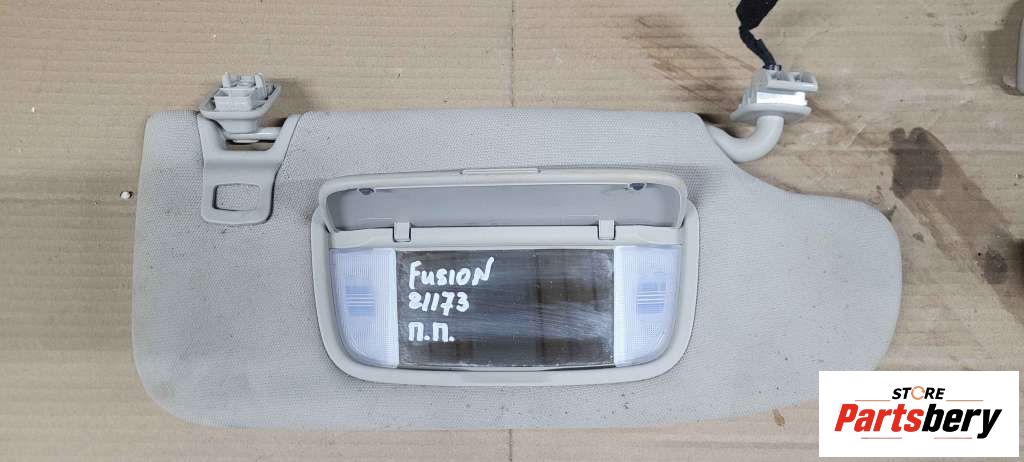 FUSION
21173
П.П.
STORE
Partsbery